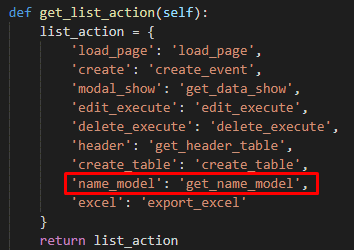 def get_list_action(self):
    list_action = {
        'load_page': 'load_page',
        'create': 'create_event',
        'modal_show': 'get_data_show',
        'edit_execute': 'edit_execute',
        'delete_execute': 'delete_execute',
        'header': 'get_header_table',
        'create_table': 'create_table',
        'name_model': 'get_name_model',
        'excel': 'export_excel'
    }
    return list_action